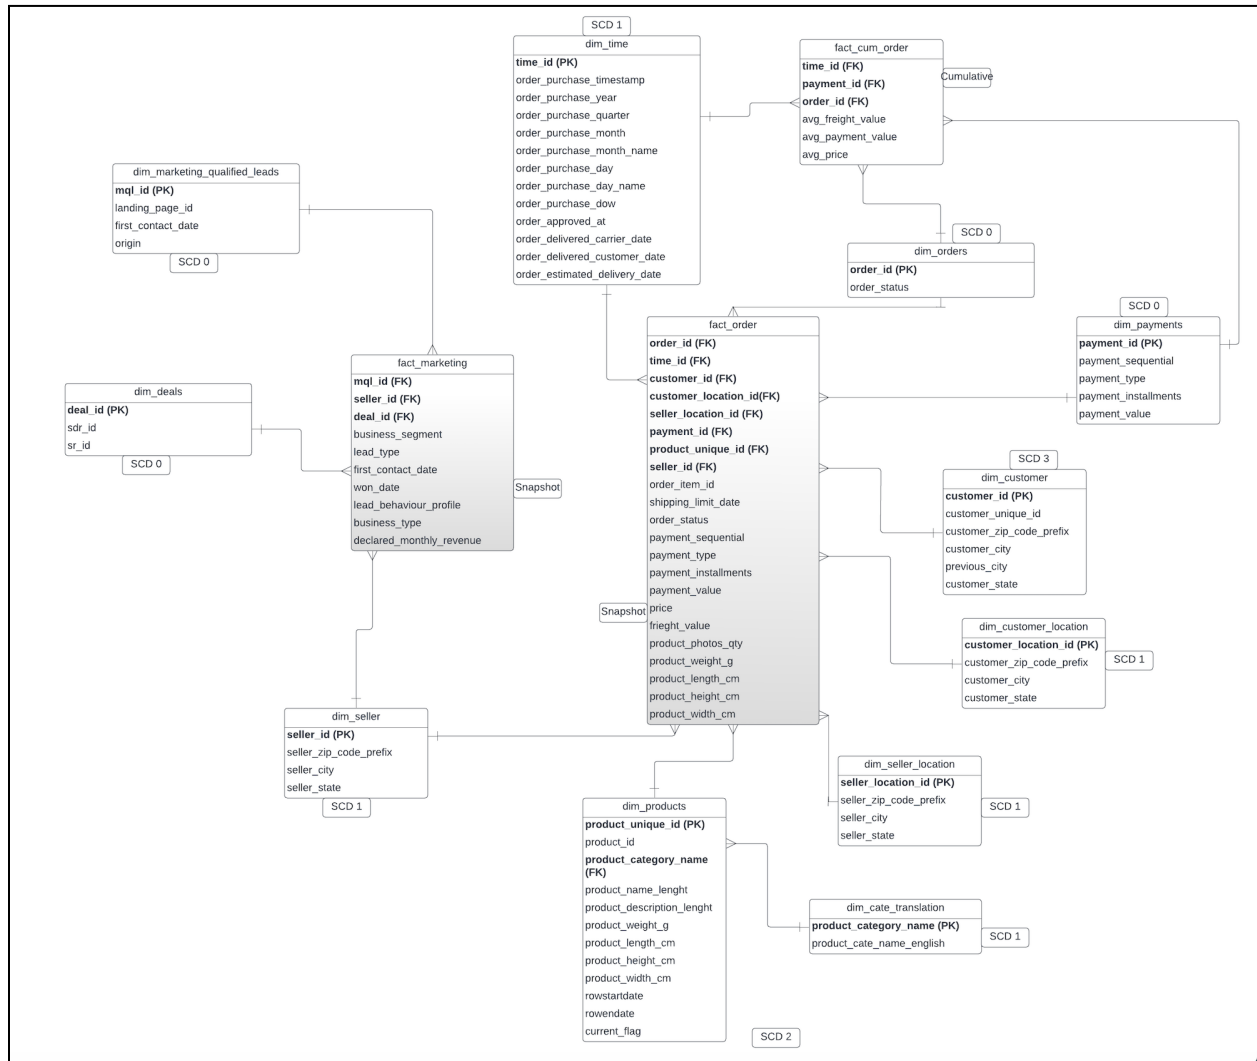 SCD 1
dim_time
time_id (PK)
order_purchase_timestamp
order_purchase_year
order_purchase_quarter
order_purchase_month
order_purchase_month_name
order_purchase_day
order_purchase_day_name
order_purchase_dow
order_approved_at
order_delivered_carrier_date
order_delivered_customer_date
order_estimated_delivery_date
fact_cum_order
time_id (FK)
payment_id (FK)
order_id (FK)
avg_freight_value
avg_payment_value
avg_price
Cumulative
dim_marketing_qualified_leads
mql_id (PK)
landing_page_id
first_contact_date
origin
SCD 0
SCD 0
dim_orders
order_id (PK)
order_status
SCD 0
dim_payments
payment_id (PK)
payment_sequential
payment_type
payment_installments
payment_value
fact_order
order_id (FK)
time_id (FK)
customer_id (FK)
customer_location_id(FK)
seller_location_id (FK)
payment_id (FK)
product_unique_id (FK)
seller_id (FK)
order_item_id
shipping_limit_date
order_status
payment_sequential
payment_type
payment_installments
payment_value
price
frieght_value
product_photos_qty
product_weight_g
product_length_cm
product_height_cm
product_width_cm
Snapshot
fact_marketing
mql_id (FK)
seller_id (FK)
deal_id (FK)
business_segment
lead_type
first_contact_date
won_date
lead_behaviour_profile
business_type
declared_monthly_revenue
Snapshot
dim_deals
deal_id (PK)
sdr_id
sr_id
SCD 0
SCD 3
dim_customer
customer_id (PK)
customer_unique_id
customer_zip_code_prefix
customer_city
previous_city
customer_state
dim_customer_location
customer_location_id (PK)
customer_zip_code_prefix
customer_city
customer_state
SCD 1
dim_seller
seller_id (PK)
seller_zip_code_prefix
seller_city
seller_state
SCD 1
dim_seller_location
seller_location_id (PK)
seller_zip_code_prefix
seller_city
seller_state
SCD 1
dim_products
product_unique_id (PK)
product_id
product_category_name
(FK)
product_name_lenght
product_description_lenght
product_weight_g
product_length_cm
product_height_cm
product_width_cm
rowstartdate
rowendate
current_flag
SCD 2
dim_cate_translation
product_category_name (PK)
product_cate_name_english
SCD 1